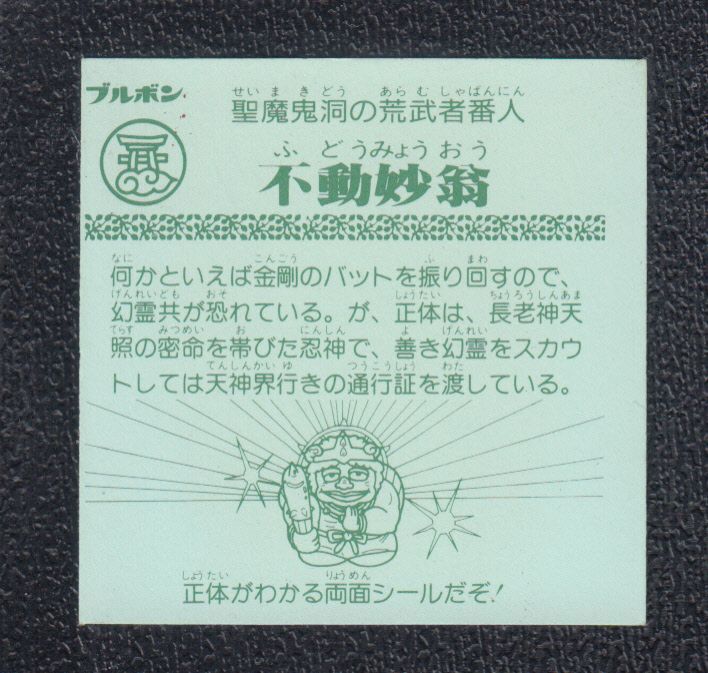 ブルボン
せいまきどう あらむしゃばんにん
聖魔鬼洞の荒武者番人
ふどうみょうおう
不動妙翁
なに こんごう ふ まわ
何かといえば金剛のバットを振り回すので、
げんれいども おそ しょうたい ちょうろうしんあま
幻霊共が恐れている。が、正体は、長老神天
てらす みつめい お にんしん よ げんれい
照の密命を帯びた忍神で、善き幻霊をスカウ
てんしんかいゆ つうこうしょう わた
トしては天神界行きの通行証を渡している。
しょうたい りょうめん
正体がわかる両面シールだぞ!